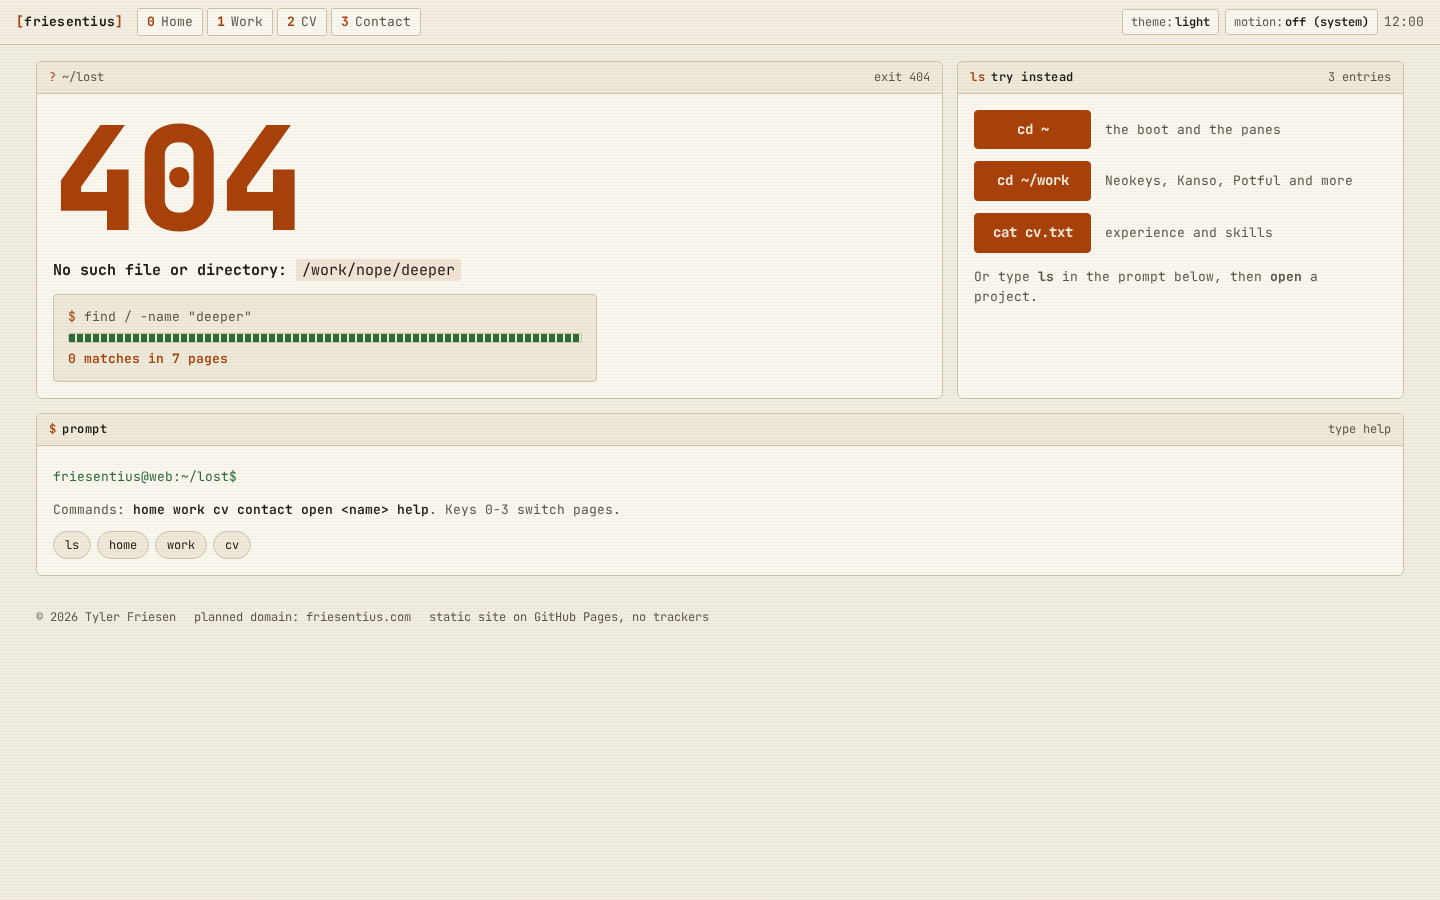 [friesentius] 0 Home 1 Work 2 CV 3 Contact theme: light motion: off (system) 12:00
? ~/lost exit 404
404
No such file or directory: /work/nope/deeper
$ find / -name "deeper"
0 matches in 7 pages
ls try instead 3 entries
cd ~ the boot and the panes
cd ~/work Neokeys, Kanso, Potful and more
cat cv.txt experience and skills
Or type ls in the prompt below, then open a
project.
$ prompt type help
friesentius@web:~/lost$
Commands: home work cv contact open <name> help. Keys 0-3 switch pages.
ls home work cv
© 2026 Tyler Friesen planned domain: friesentius.com static site on GitHub Pages, no trackers